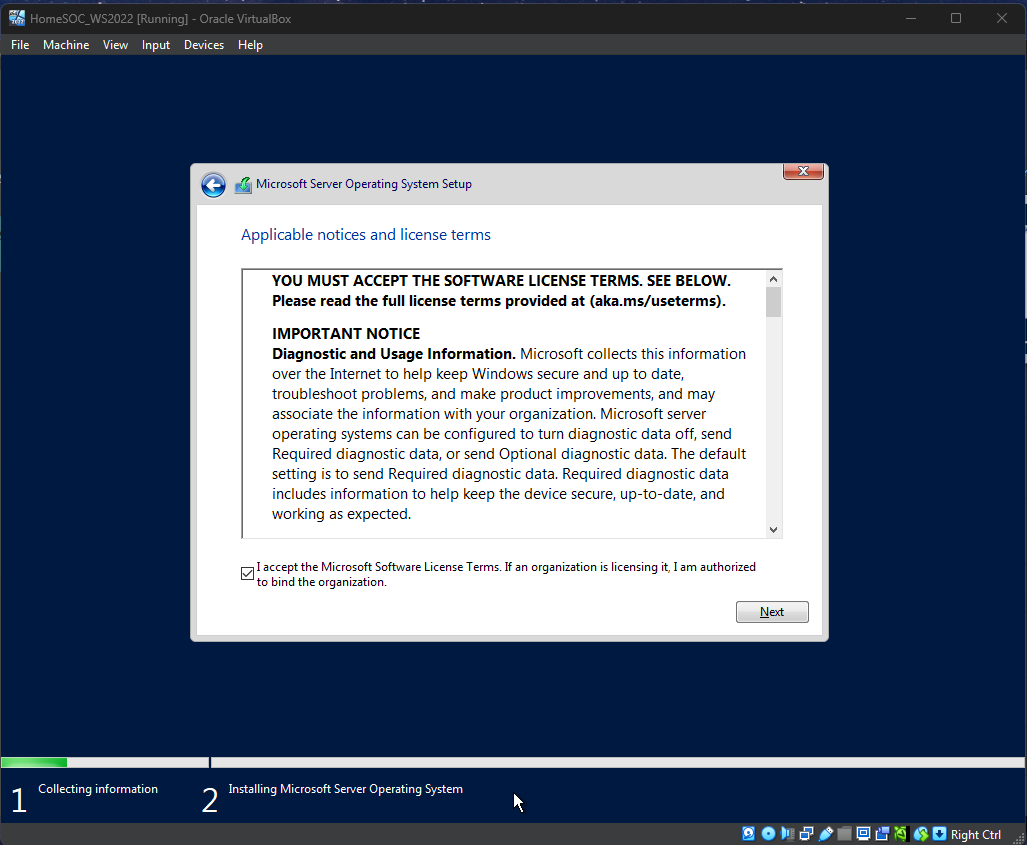 HomeSOC_WS2022 [Running] - Oracle VirtualBox
File Machine View Input Devices Help
Microsoft Server Operating System Setup
Applicable notices and license terms
YOU MUST ACCEPT THE SOFTWARE LICENSE TERMS. SEE BELOW.
Please read the full license terms provided at (aka.ms/useterms).
IMPORTANT NOTICE
Diagnostic and Usage Information. Microsoft collects this information
over the Internet to help keep Windows secure and up to date,
troubleshoot problems, and make product improvements, and may
associate the information with your organization. Microsoft server
operating systems can be configured to turn diagnostic data off, send
Required diagnostic data, or send Optional diagnostic data. The default
setting is to send Required diagnostic data. Required diagnostic data
includes information to help keep the device secure, up-to-date, and
working as expected.
I accept the Microsoft Software License Terms. If an organization is licensing it, I am authorized
to bind the organization.
Next
1 Collecting information 2 Installing Microsoft Server Operating System
Right Ctrl